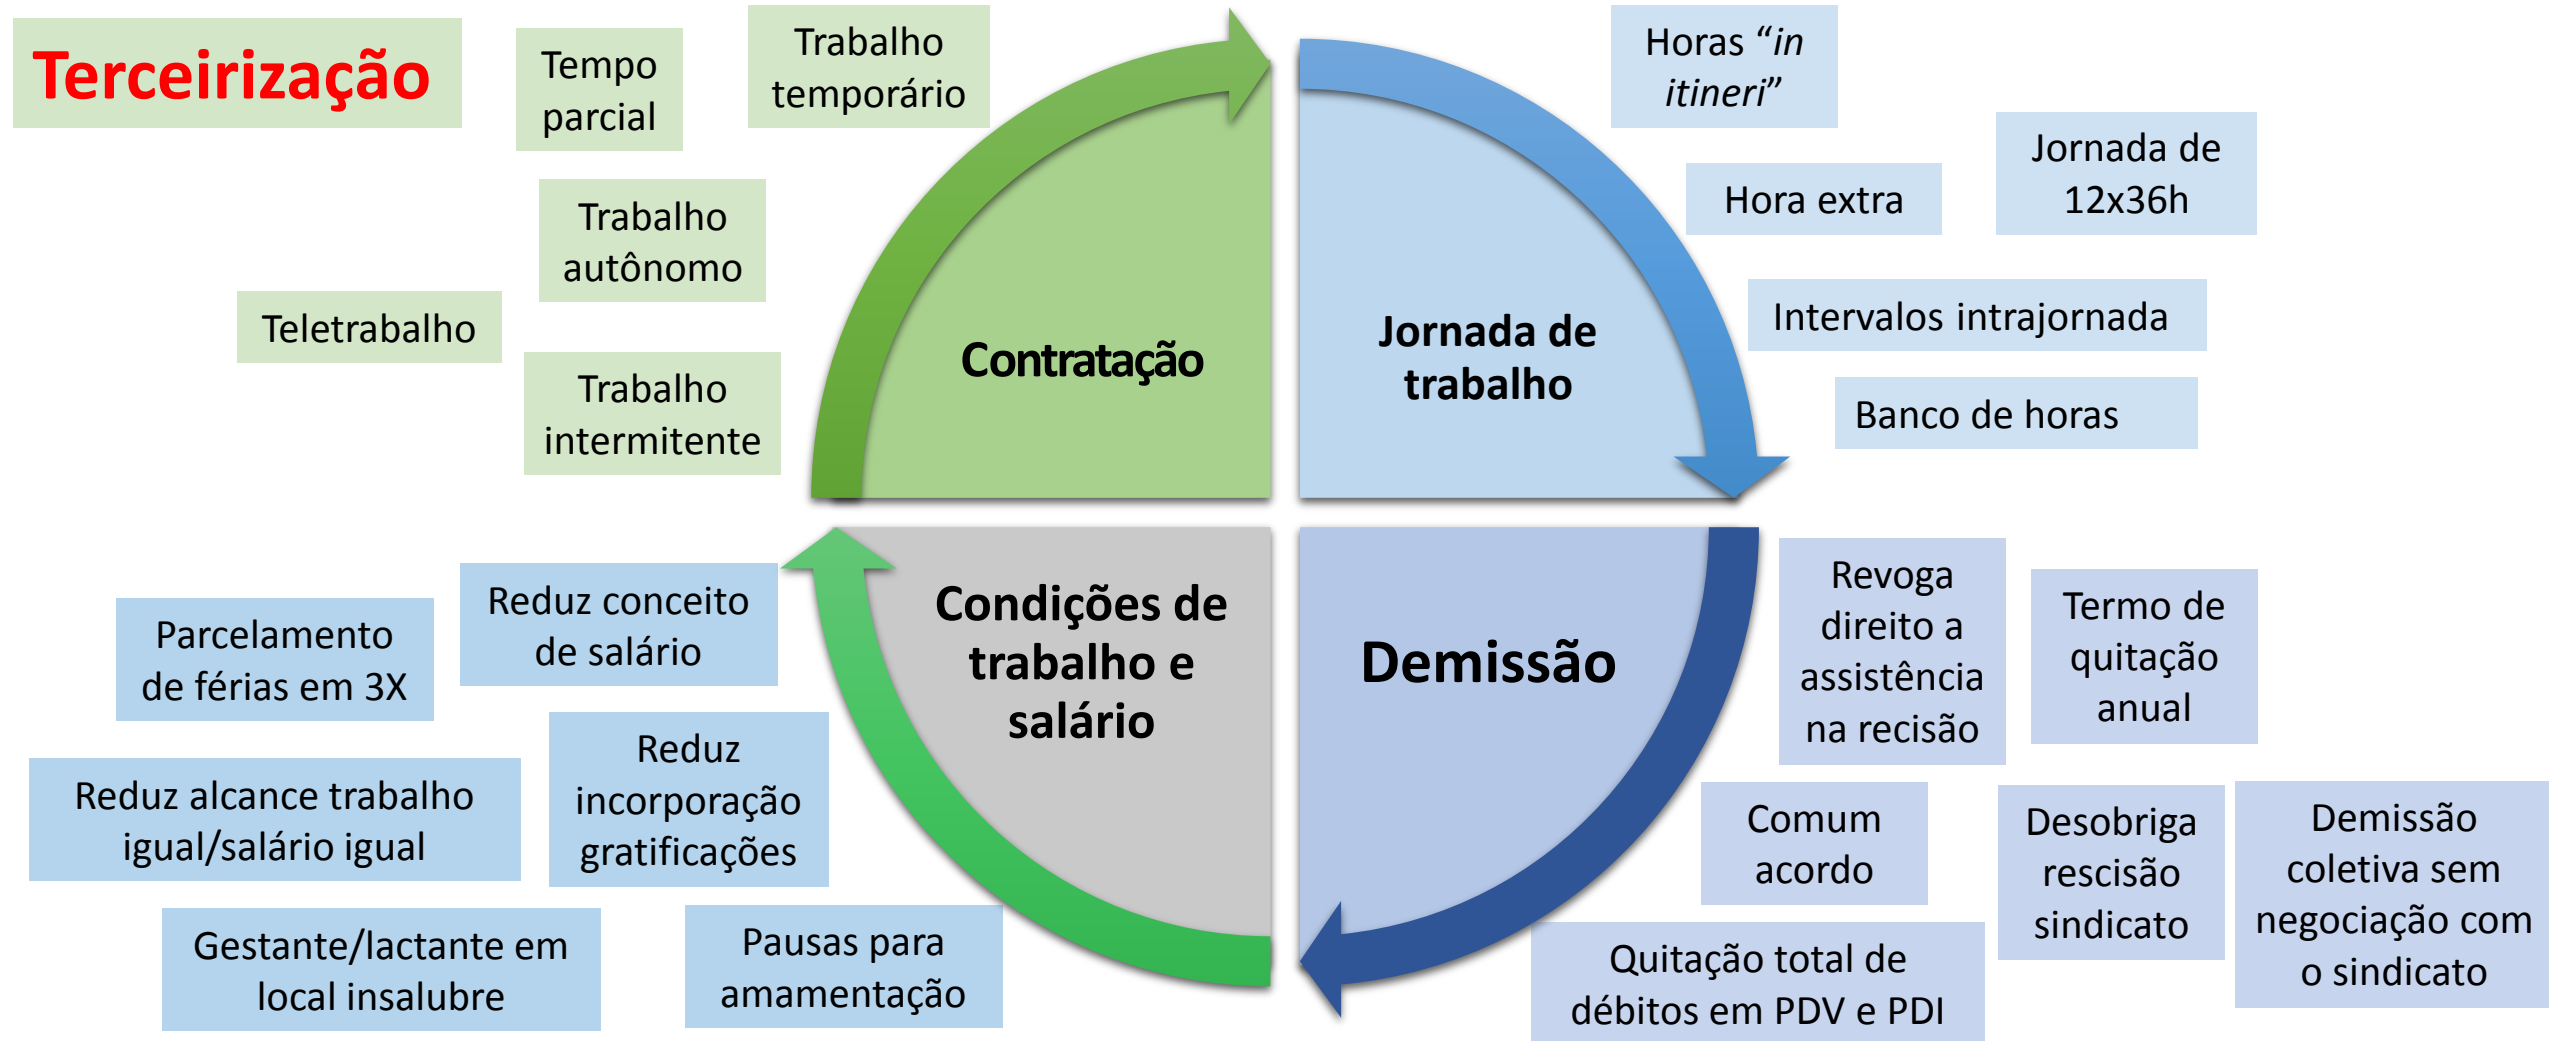 Terceirização
Tempo
parcial
Trabalho
temporário
Trabalho
autônomo
Teletrabalho
Trabalho
intermitente
Contratação
Jornada de
trabalho
Horas “in
itineri”
Jornada de
12x36h
Hora extra
Intervalos intrajornada
Banco de horas
Condições de
trabalho e
salário
Reduz conceito
de salário
Parcelamento
de férias em 3X
Reduz
incorporação
gratificações
Reduz alcance trabalho
igual/salário igual
Gestante/lactante em
local insalubre
Pausas para
amamentação
Demissão
Revoga
direito a
assistência
na recisão
Termo de
quitação
anual
Comum
acordo
Desobriga
rescisão
sindicato
Demissão
coletiva sem
negociação com
o sindicato
Quitação total de
débitos em PDV e PDI